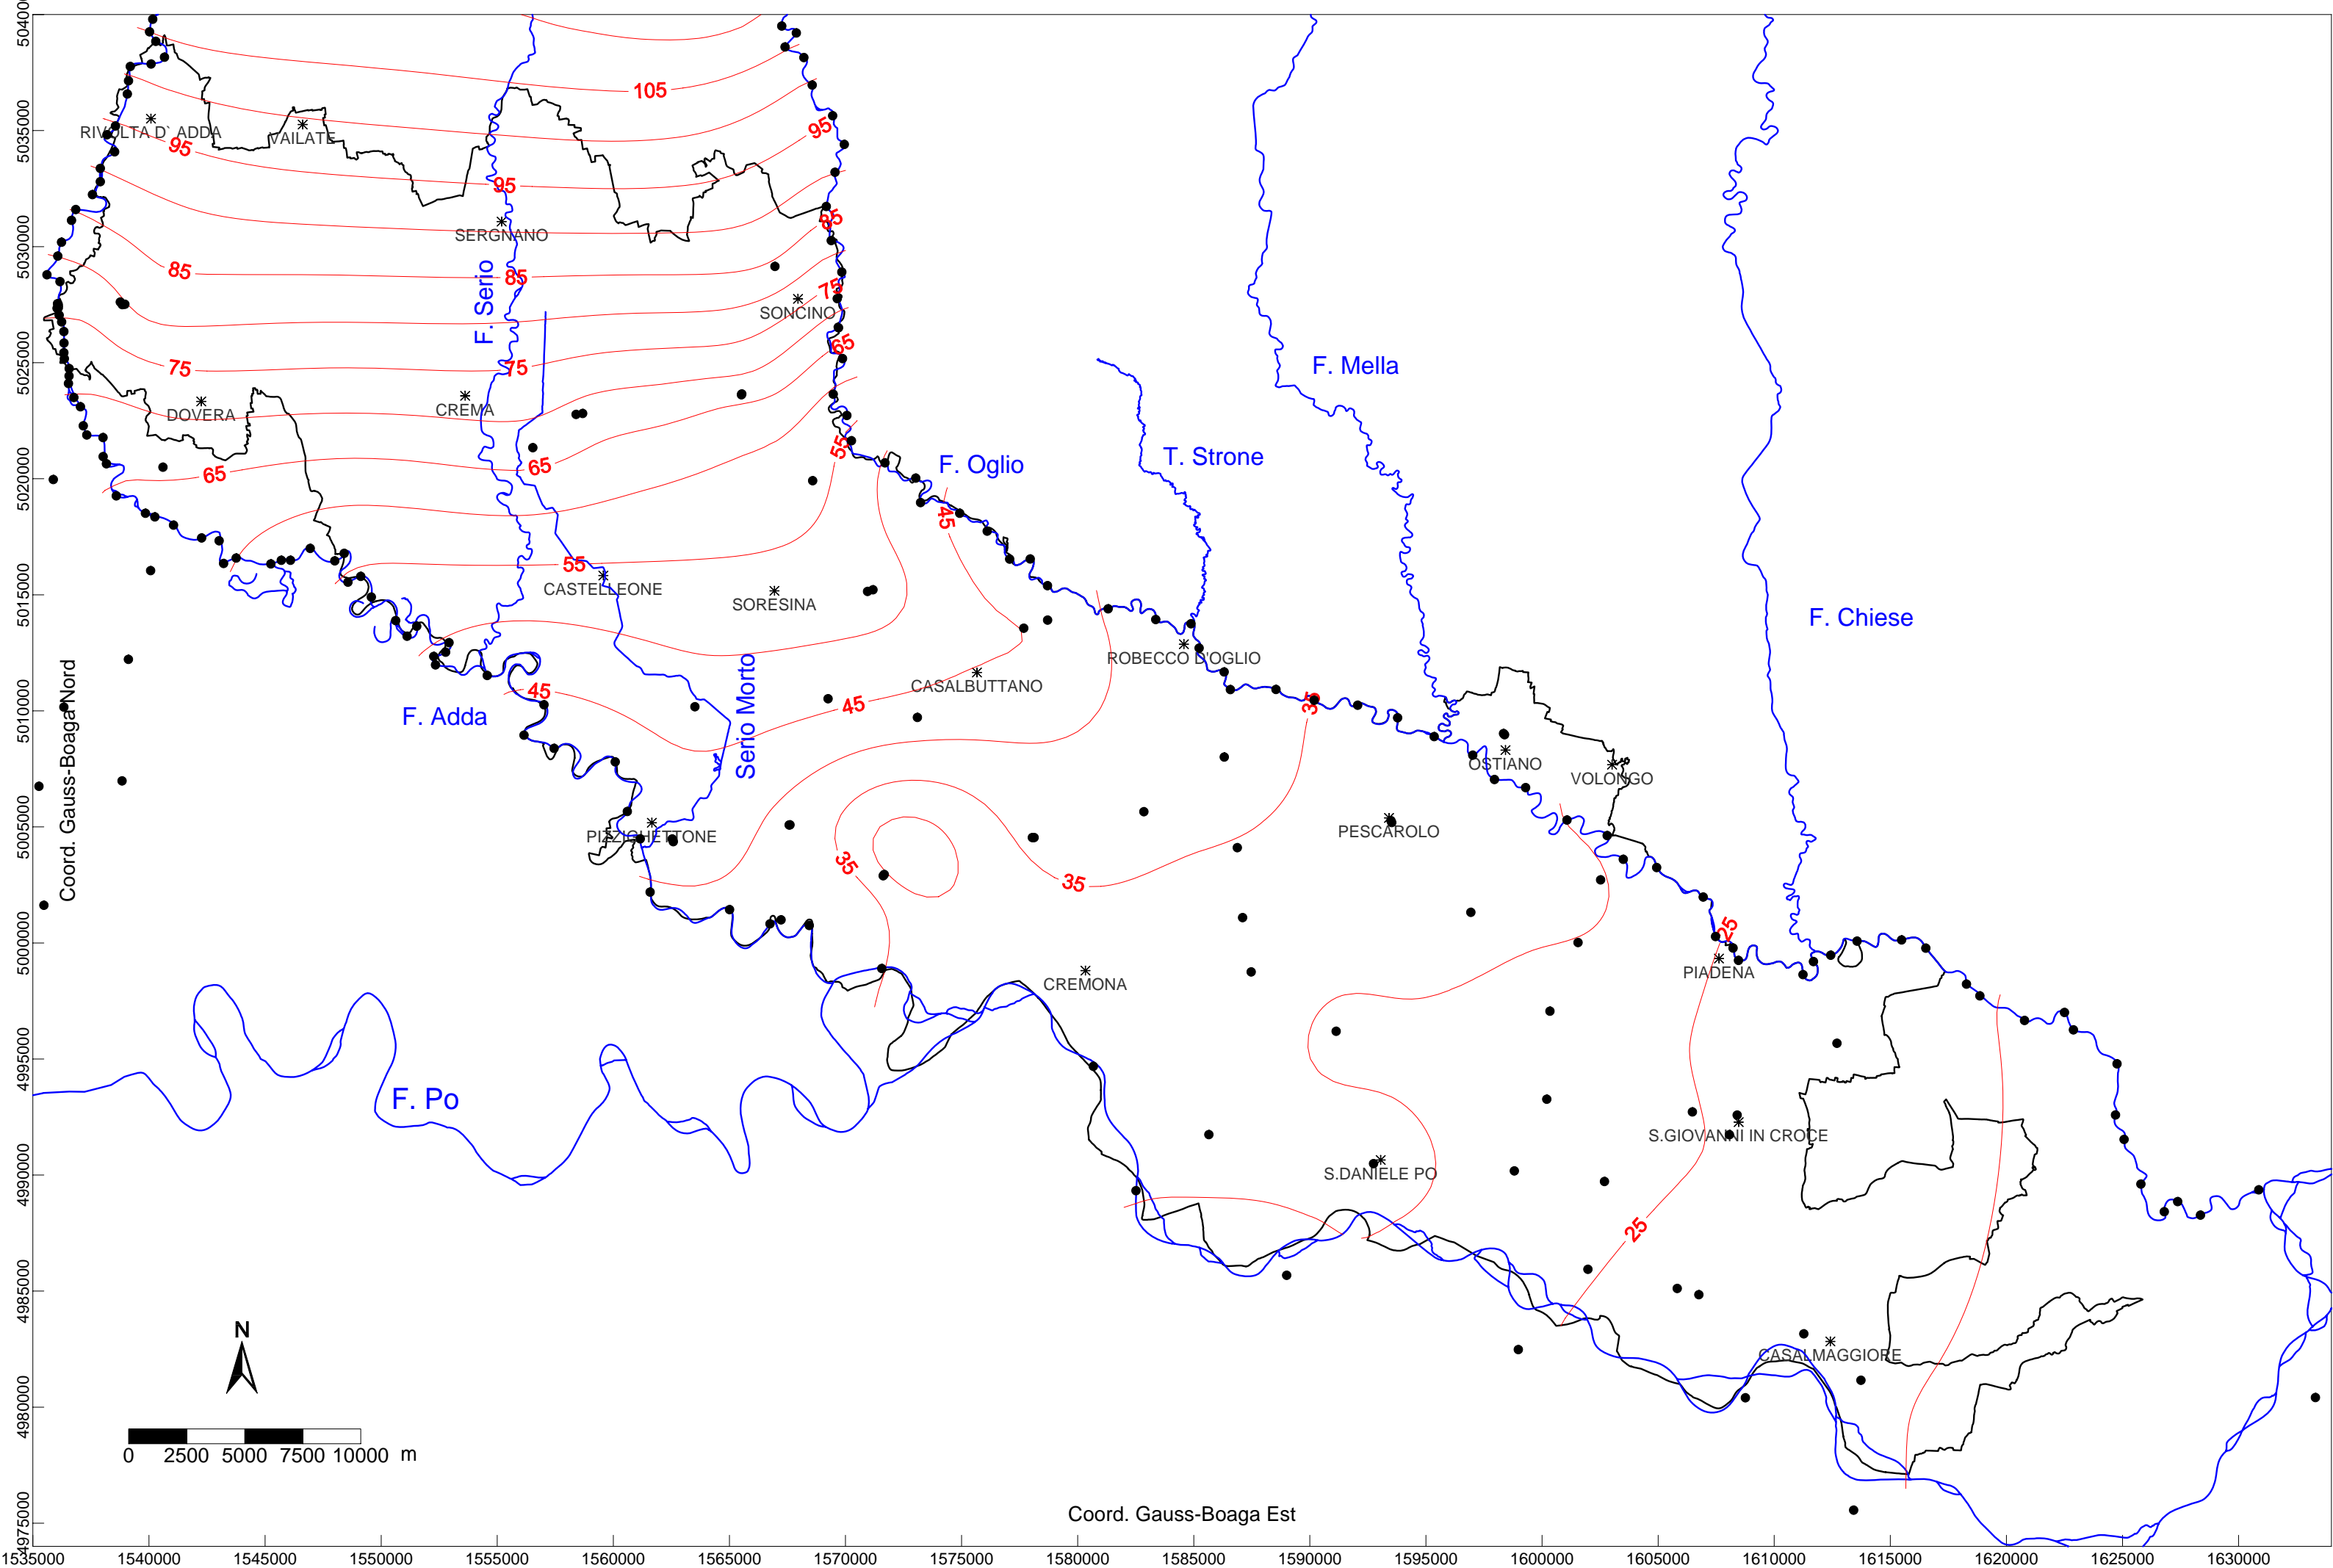 5040
105
5035000
RIVOLTA D` ADDA
VAILATE
95
95
95
SERGNANO
85
5030000
85
85
F. Serio
75
SONCINO
65
5025000
75
75
F. Mella
DOVERA
CREMA
55
F. Oglio
T. Strone
5020000
65
65
45
55
5015000
CASTELLEONE
SORESINA
F. Chiese
ROBECCO D'OGLIO
CASALBUTTANO
5010000
Coord. Gauss-Boaga Nord
F. Adda
45
45
35
Serio Morto
OSTIANO
VOLONGO
5005000
PIZZIGHETTONE
PESCAROLO
35
35
5000000
25
PIADENA
CREMONA
4995000
F. Po
S.GIOVANNI IN CROCE
4990000
S.DANIELE PO
25
4985000
N
CASALMAGGIORE
4980000
0 2500 5000 7500 10000 m
Coord. Gauss-Boaga Est
4975000
1535000 1540000 1545000 1550000 1555000 1560000 1565000 1570000 1575000 1580000 1585000 1590000 1595000 1600000 1605000 1610000 1615000 1620000 1625000 1630000